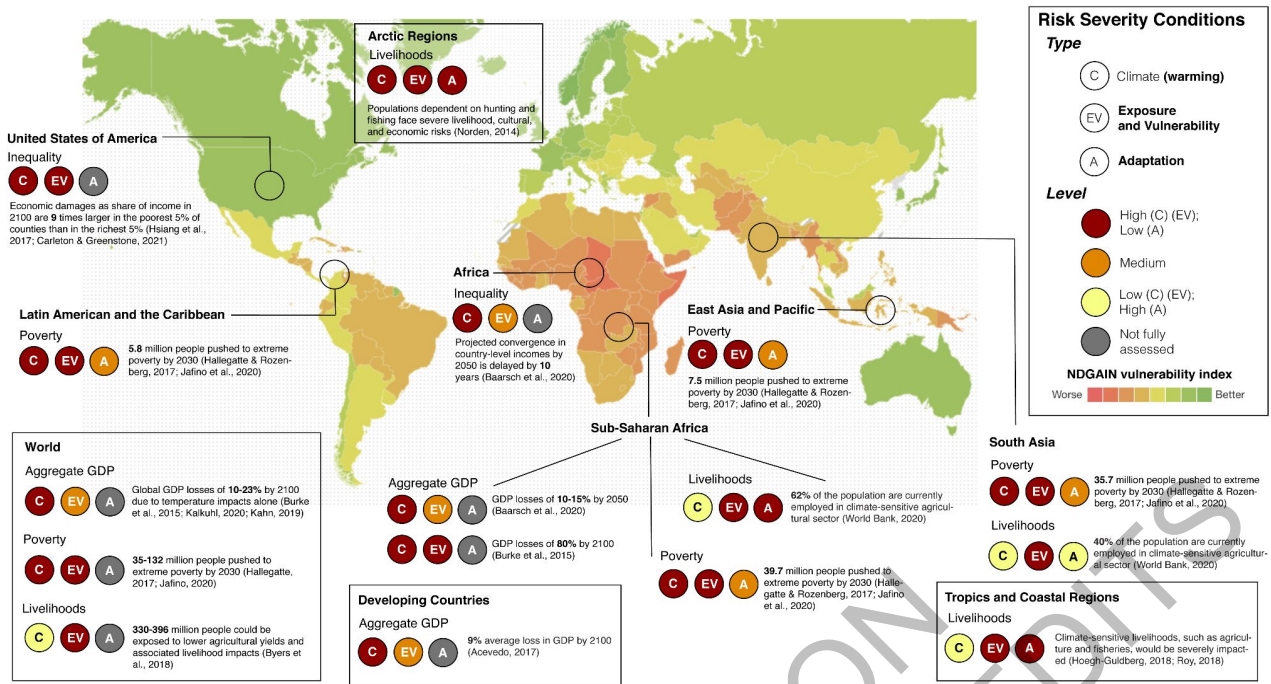 Arctic Regions
Livelihoods
C EV A
Populations dependent on hunting and
fishing face severe livelihood, cultural,
and economic risks (Norden, 2014)
United States of America
Inequality
C EV A
Economic damages as share of income in
2100 are 9 times larger in the poorest 5% of
counties than in the richest 5% (Hsiang et al.,
2017; Carleton & Greenstone, 2021)
Latin American and the Caribbean
Poverty
C EV A
5.8 million people pushed to extreme
poverty by 2030 (Hallegatte & Rozen-
berg, 2017; Jafino et al., 2020)
Africa
Inequality
C EV A
Projected convergence in
country-level incomes by
2050 is delayed by 10
years (Baarsch et al., 2020)
East Asia and Pacific
Poverty
C EV A
7.5 million people pushed to extreme
poverty by 2030 (Hallegatte & Rozen-
berg, 2017; Jafino et al., 2020)
Risk Severity Conditions
Type
C Climate (warming)
EV Exposure
and Vulnerability
A Adaptation
Level
High (C) (EV);
Low (A)
Medium
Low (C) (EV);
High (A)
Not fully
assessed
NDGAIN vulnerability index
Worse Better
World
Aggregate GDP
C EV A
Global GDP losses of 10-23% by 2100
due to temperature impacts alone (Burke
et al., 2015; Kalkuhl, 2020; Kahn, 2019)
Poverty
C EV A
35-132 million people pushed to
extreme poverty by 2030 (Hallegatte,
2017; Jafino, 2020)
Livelihoods
C EV A
330-396 million people could be
exposed to lower agricultural yields and
associated livelihood impacts (Byers et
al., 2018)
Sub-Saharan Africa
Aggregate GDP
C EV A
GDP losses of 10-15% by 2050
(Baarsch et al., 2020)
C EV A
GDP losses of 80% by 2100
(Burke et al., 2015)
Livelihoods
C EV A
62% of the population are currently
employed in climate-sensitive agricul-
tural sector (World Bank, 2020)
Poverty
C EV A
39.7 million people pushed to
extreme poverty by 2030 (Halle-
gatte & Rozenberg, 2017; Jafino
et al., 2020)
Developing Countries
Aggregate GDP
C EV A
9% average loss in GDP by 2100
(Acevedo, 2017)
South Asia
Poverty
C EV A
35.7 million people pushed to extreme
poverty by 2030 (Hallegatte & Rozen-
berg, 2017; Jafino et al., 2020)
Livelihoods
C EV A
40% of the population are currently
employed in climate-sensitive agricultur-
al sector (World Bank, 2020)
Tropics and Coastal Regions
Livelihoods
C EV A
Climate-sensitive livelihoods, such as agricul-
ture and fisheries, would be severely impact-
ed (Hoegh-Guldberg, 2018; Roy, 2018)